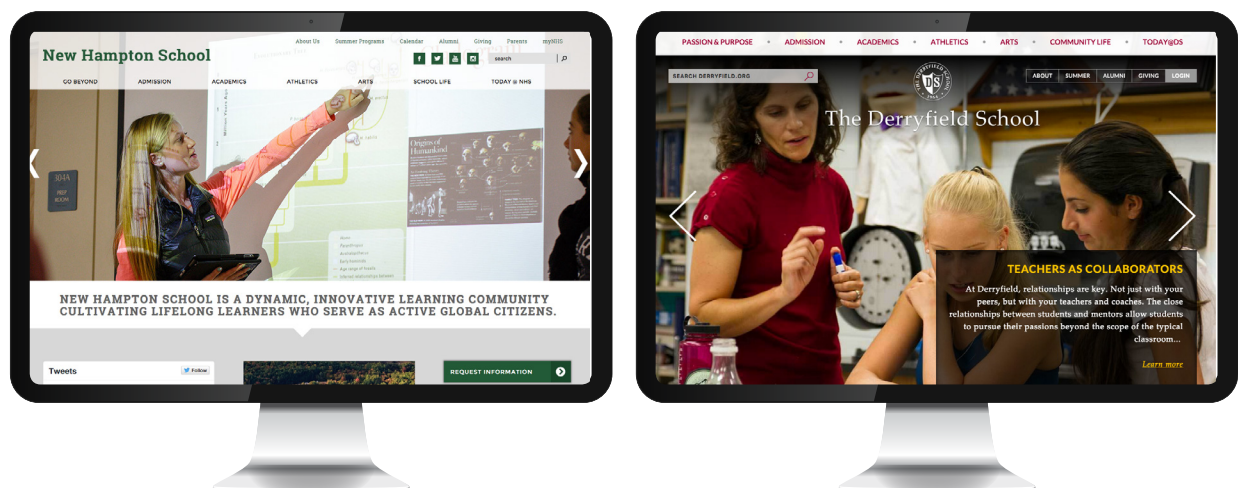 About Us Summer Programs Calendar Alumni Giving Parents myNHS
New Hampton School
search
GO BEYOND ADMISSION ACADEMICS ATHLETICS ARTS SCHOOL LIFE TODAY @ NHS
304A
PREP
ROOMS
Origins of
Humankind
NEW HAMPTON SCHOOL IS A DYNAMIC, INNOVATIVE LEARNING COMMUNITY
CULTIVATING LIFELONG LEARNERS WHO SERVE AS ACTIVE GLOBAL CITIZENS.
Tweets
Follow
REQUEST INFORMATION
PASSION & PURPOSE • ADMISSION • ACADEMICS • ATHLETICS • ARTS • COMMUNITY LIFE • TODAY@DS
SEARCH DERRYFIELD.ORG
DS
ABOUT SUMMER ALUMNI GIVING LOGIN
The Derryfield School
TEACHERS AS COLLABORATORS
At Derryfield, relationships are key. Not just with your
peers, but with your teachers and coaches. The close
relationships between students and mentors allow students
to pursue their passions beyond the scope of the typical
classroom...
Learn more